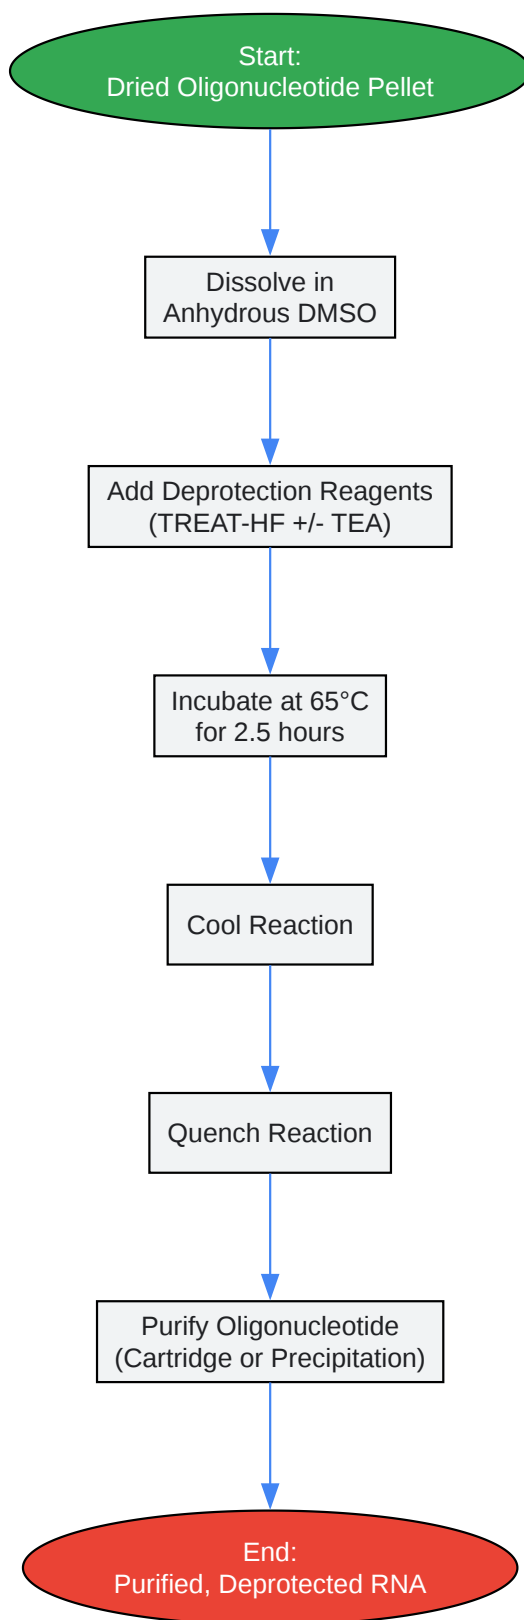 Start:
Dried Oligonucleotide Pellet
Dissolve in
Anhydrous DMSO
Add Deprotection Reagents
(TREAT-HF +/- TEA)
Incubate at 65°C
for 2.5 hours
Cool Reaction
Quench Reaction
Purify Oligonucleotide
(Cartridge or Precipitation)
End:
Purified, Deprotected RNA